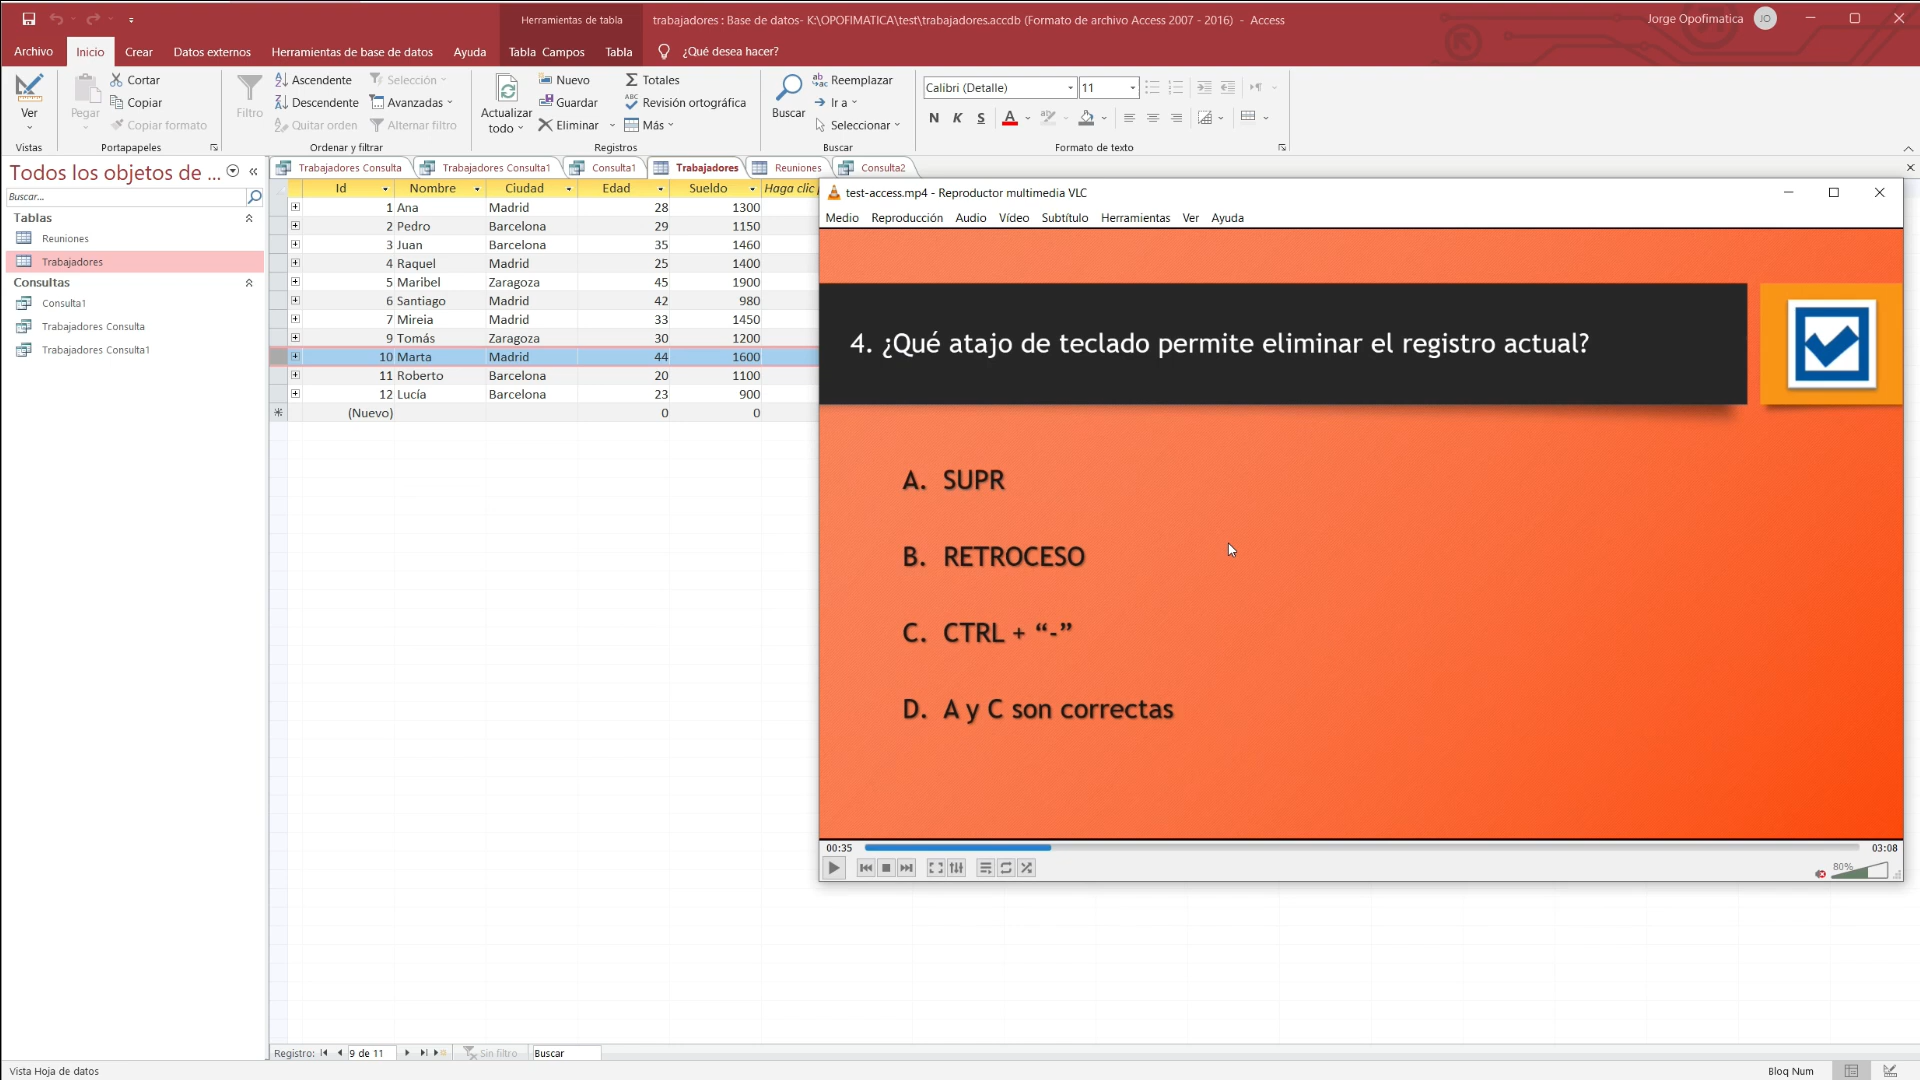 Herramientas de tabla
trabajadores : Base de datos- K:\OPOFIMATICA\test\trabajadores.accdb (Formato de archivo Access 2007 - 2016) - Access
Jorge Opofimatica
JO
Archivo
Inicio
Crear
Datos externos
Herramientas de base de datos
Ayuda
Tabla Campos
Tabla
¿Qué desea hacer?
Ver
Pegar
Cortar
Copiar
Copiar formato
Filtro
Ascendente
Descendente
Quitar orden
Selección
Avanzadas
Alternar filtro
Actualizar
todo
Nuevo
Guardar
Eliminar
Totales
Revisión ortográfica
Más
Buscar
Reemplazar
Ir a
Seleccionar
Calibri (Detalle)
11
N K S
Vistas
Portapapeles
Ordenar y filtrar
Registros
Buscar
Formato de texto
Todos los objetos de ...
Buscar...
Tablas
Reuniones
Trabajadores
Consultas
Consulta1
Trabajadores Consulta
Trabajadores Consulta1
Trabajadores Consulta
Trabajadores Consulta1
Consulta1
Trabajadores
Reuniones
Consulta2
Id Nombre Ciudad Edad Sueldo Haga clic
1 Ana Madrid 28 1300
2 Pedro Barcelona 29 1150
3 Juan Barcelona 35 1460
4 Raquel Madrid 25 1400
5 Maribel Zaragoza 45 1900
6 Santiago Madrid 42 980
7 Mireia Madrid 33 1450
9 Tomás Zaragoza 30 1200
10 Marta Madrid 44 1600
11 Roberto Barcelona 20 1100
12 Lucía Barcelona 23 900
(Nuevo) 0 0
test-access.mp4 - Reproductor multimedia VLC
Medio Reproducción Audio Vídeo Subtítulo Herramientas Ver Ayuda
4. ¿Qué atajo de teclado permite eliminar el registro actual?
A. SUPR
B. RETROCESO
C. CTRL + “-”
D. A y C son correctas
00:35
03:08
80%
Registro: 9 de 11 Sin filtro Buscar
Vista Hoja de datos
Bloq Num